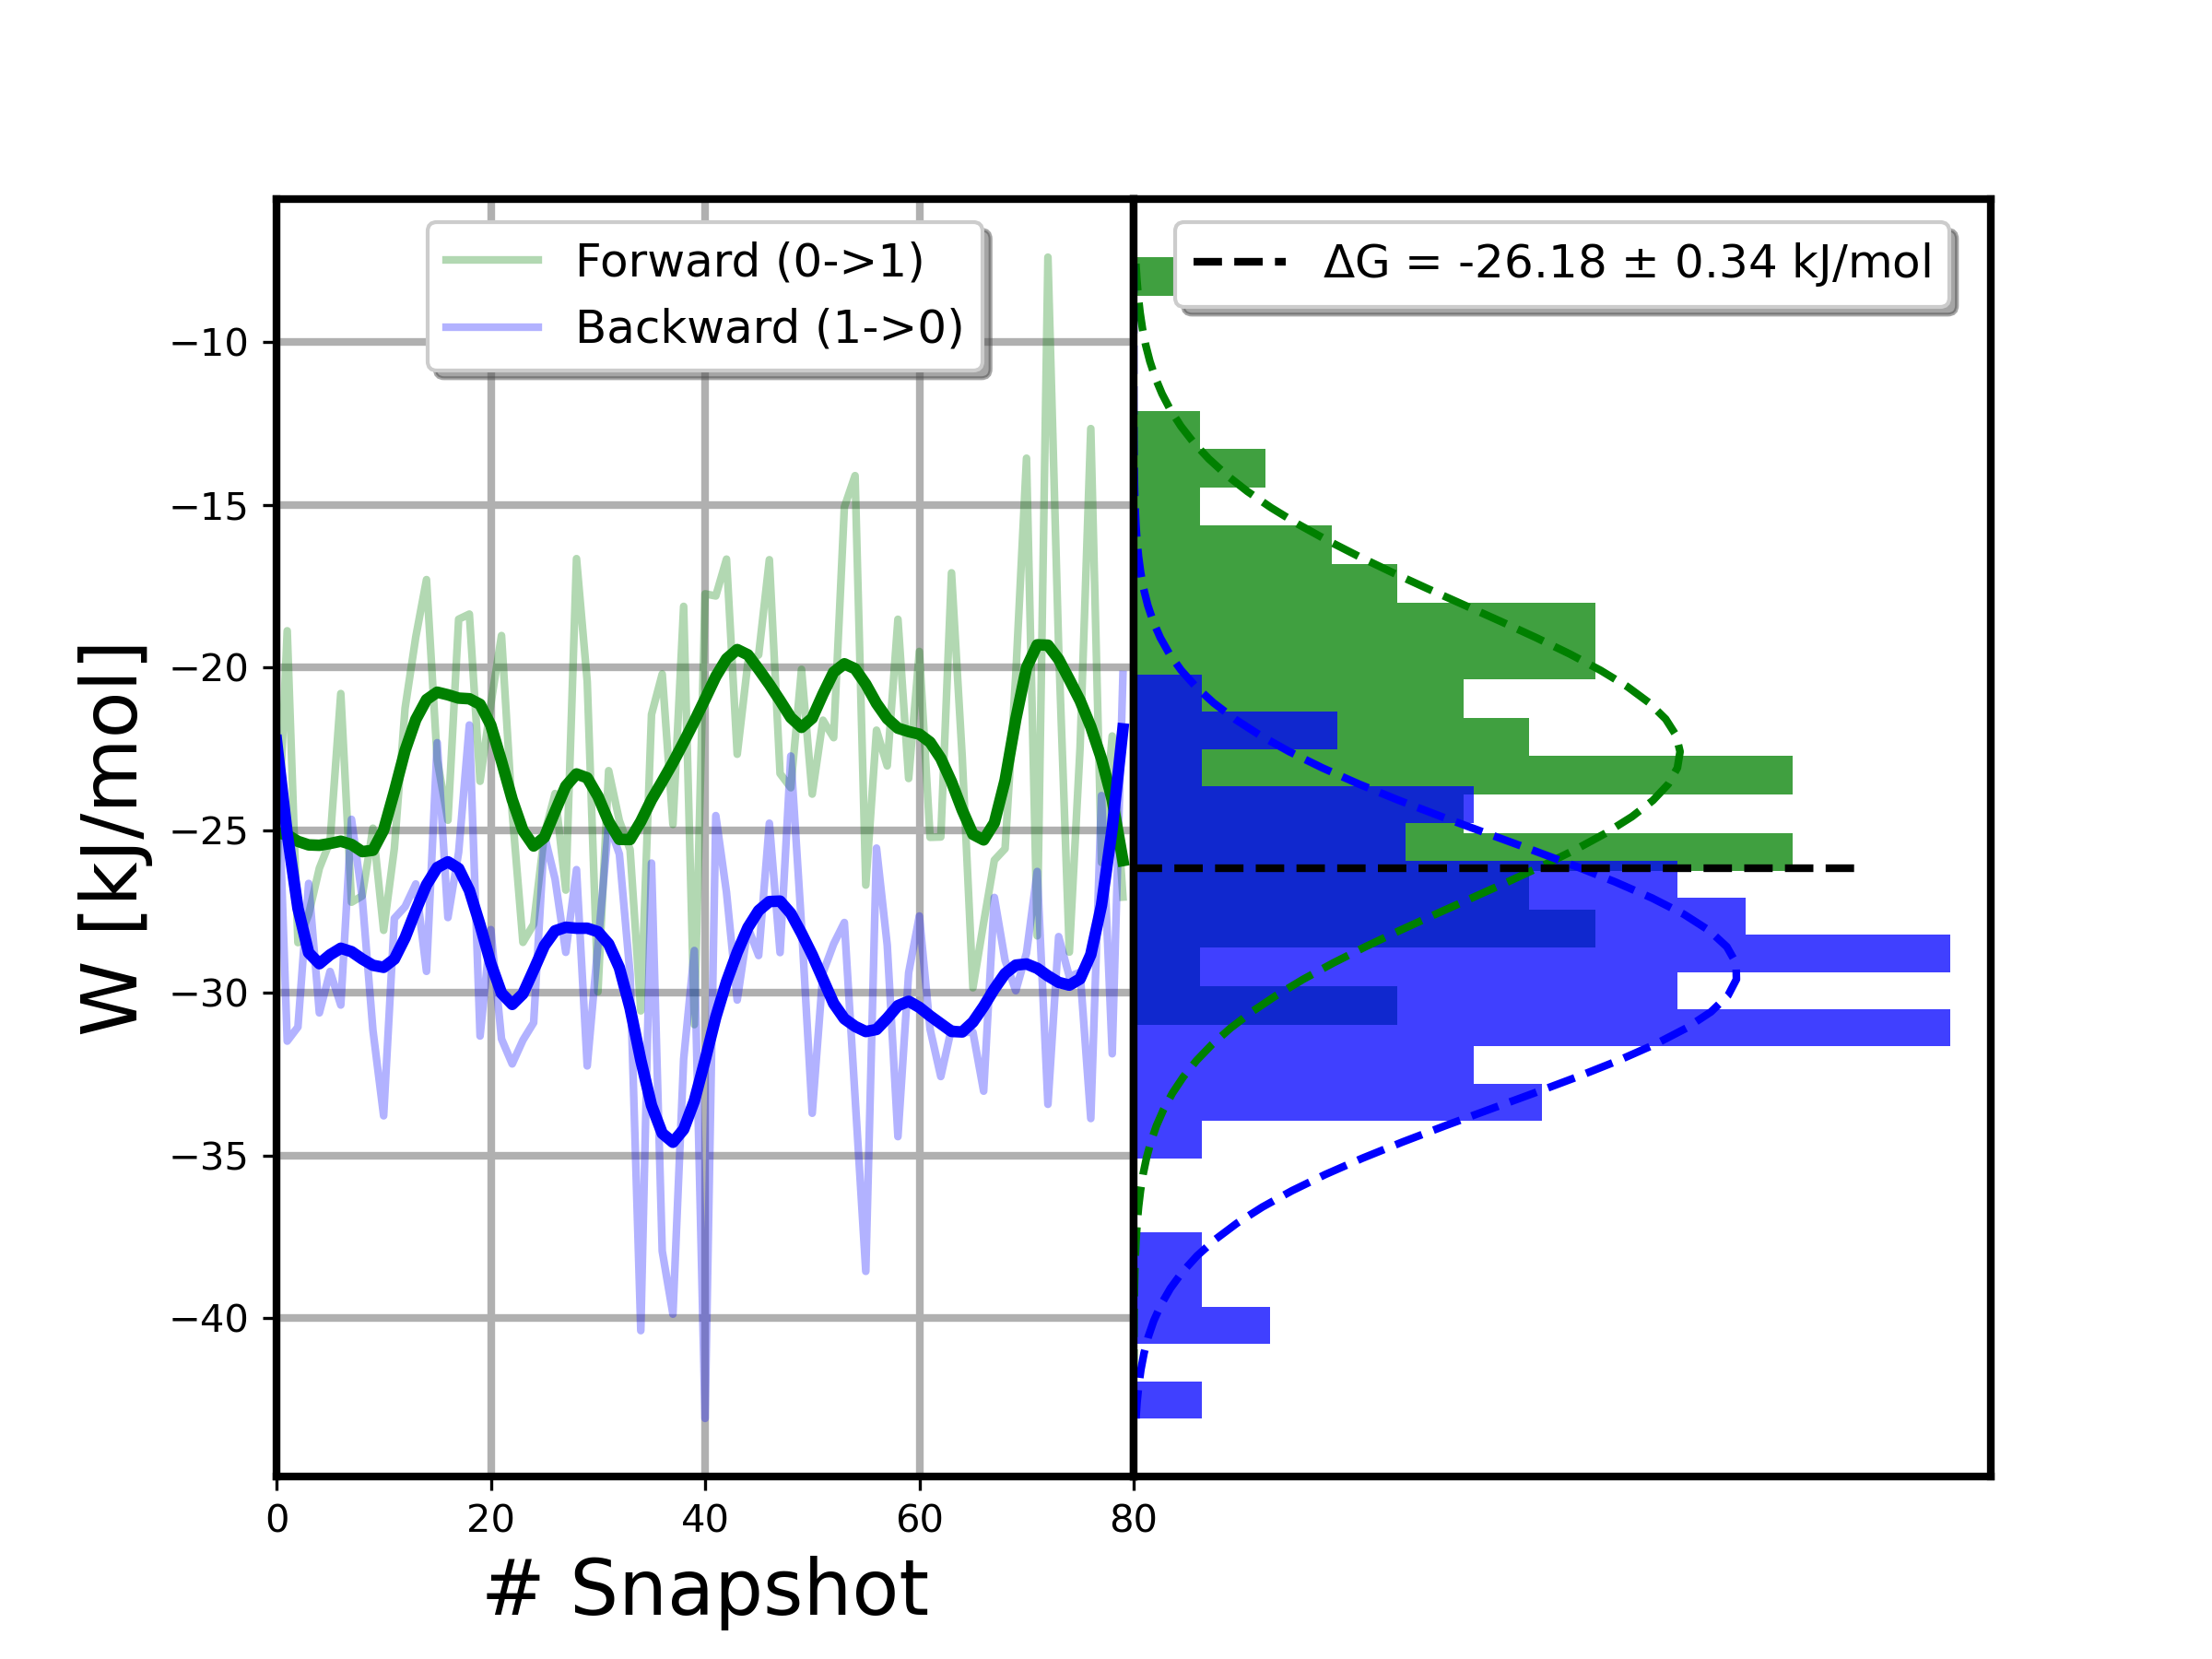 Forward (0->1)
Backward (1->0)
ΔG = -26.18 ± 0.34 kJ/mol
−10
−15
−20
−25
−30
−35
−40
W [kJ/mol]
0 20 40 60 80
# Snapshot